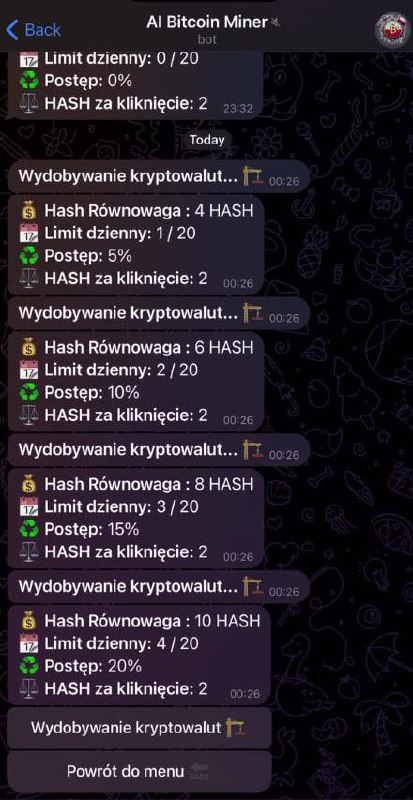 Back
AI Bitcoin Miner
bot
Limit dzienny: 0 / 20
Postęp: 0%
HASH za kliknięcie: 2 23:32
Today
Wydobywanie kryptowalut... 00:26
Hash Równowaga : 4 HASH
Limit dzienny: 1 / 20
Postęp: 5%
HASH za kliknięcie: 2 00:26
Wydobywanie kryptowalut... 00:26
Hash Równowaga : 6 HASH
Limit dzienny: 2 / 20
Postęp: 10%
HASH za kliknięcie: 2 00:26
Wydobywanie kryptowalut... 00:26
Hash Równowaga : 8 HASH
Limit dzienny: 3 / 20
Postęp: 15%
HASH za kliknięcie: 2 00:26
Wydobywanie kryptowalut... 00:26
Hash Równowaga : 10 HASH
Limit dzienny: 4 / 20
Postęp: 20%
HASH za kliknięcie: 2 00:26
Wydobywanie kryptowalut
Powrót do menu